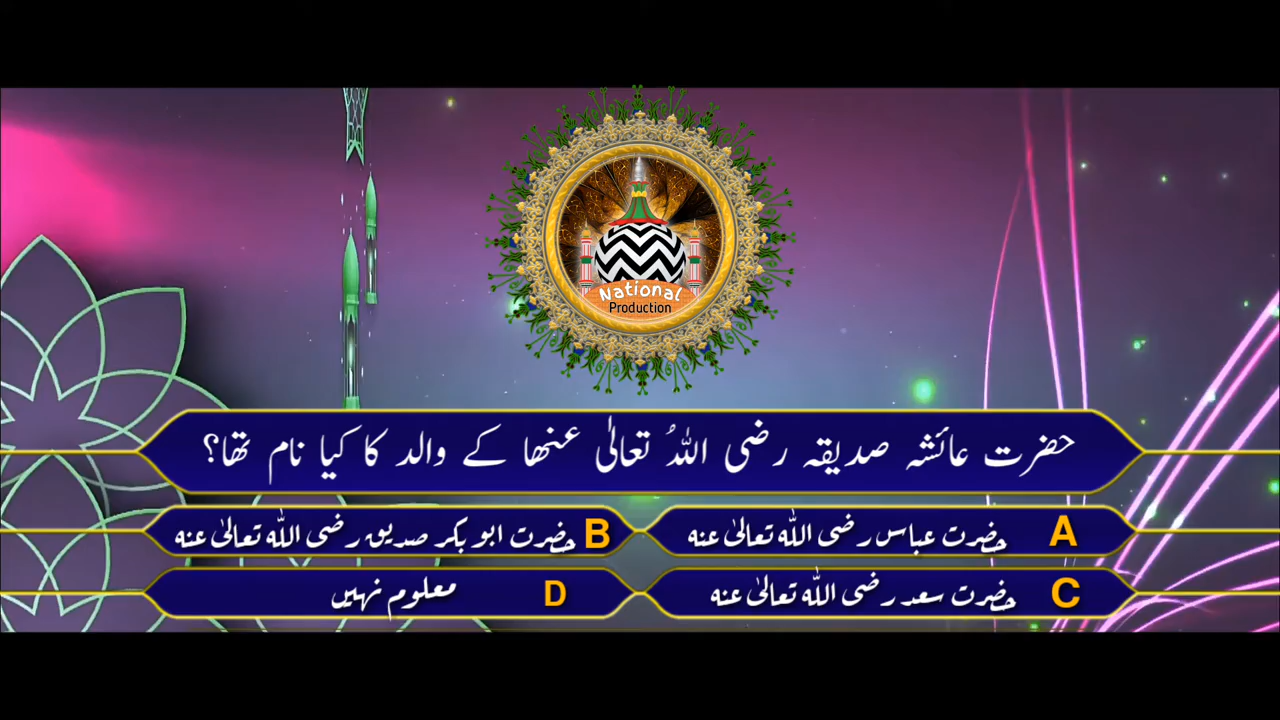 National
Production
حضرت عائشہ صدیقہ رضی اللہُ تعالیٰ عنھا کے والد کا کیا نام تھا؟
A حضرت عباس رضی اللہ تعالیٰ عنہ
B حضرت ابو بکر صدیق رضی اللہ تعالیٰ عنہ
C حضرت سعد رضی اللہ تعالیٰ عنہ
D معلوم نہیں